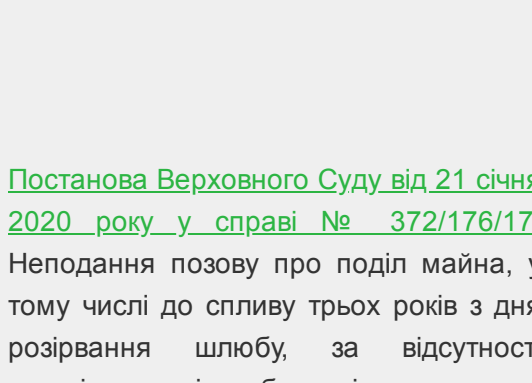 Постанова Верховного Суду від 21 січня
2020 року у справі № 372/176/17
Неподання позову про поділ майна, у
тому числі до спливу трьох років з дня
розірвання шлюбу, за відсутност